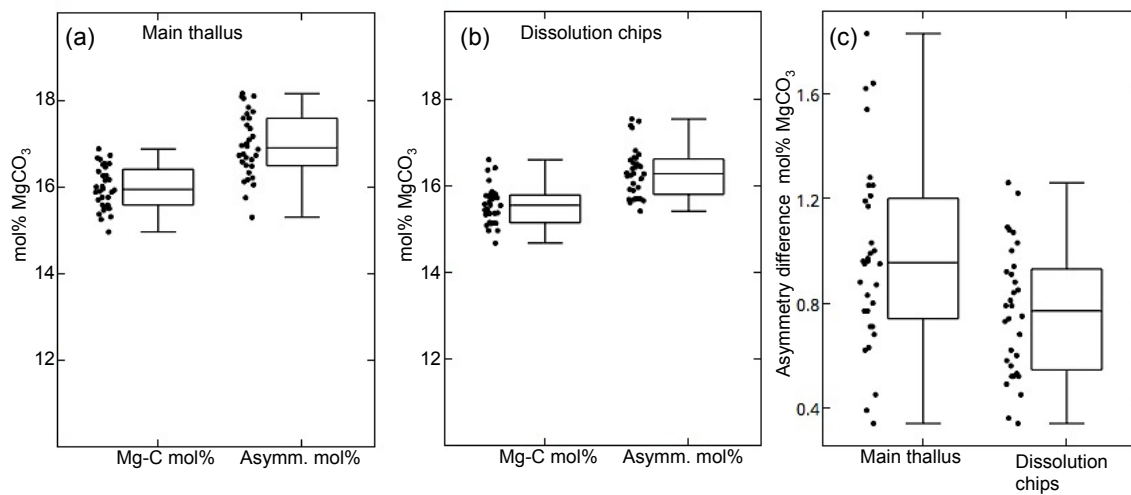 (a)
Main thallus
mol% MgCO3
18
16
14
12
Mg-C mol%
Asymm. mol%
(b)
Dissolution chips
mol% MgCO3
18
16
14
12
Mg-C mol%
Asymm. mol%
(c)
Asymmetry difference mol% MgCO3
1.6
1.2
0.8
0.4
Main thallus
Dissolution
chips